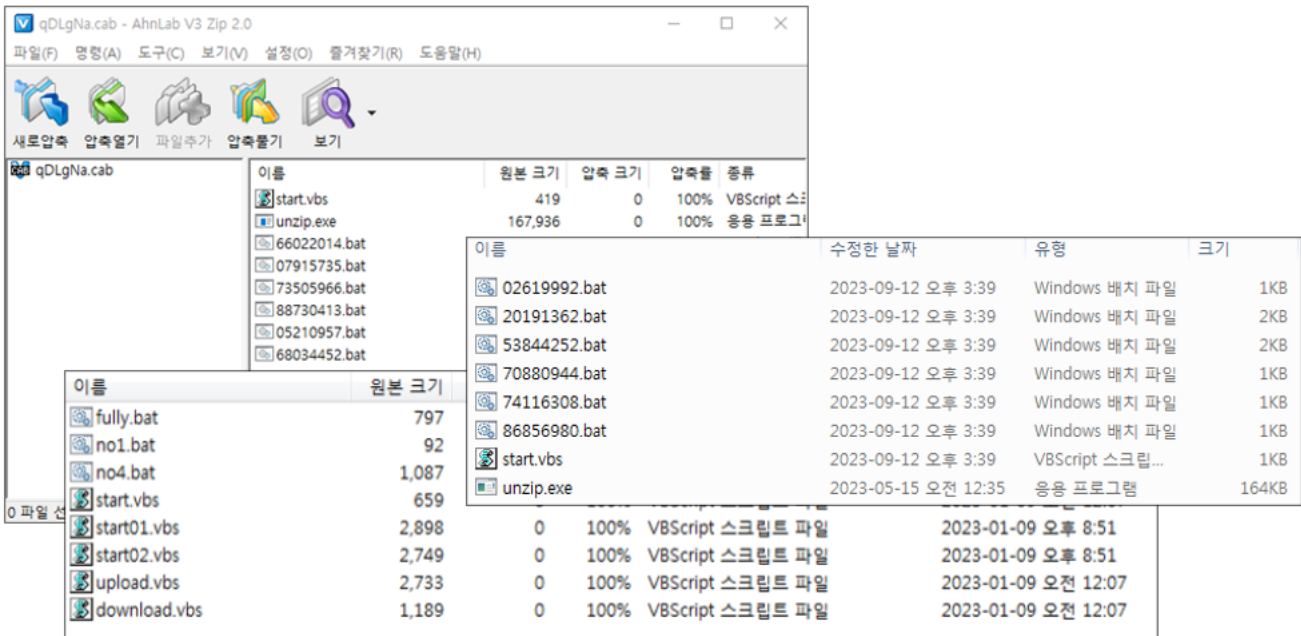 qDLgNa.cab - AhnLab V3 Zip 2.0
파일(F) 명령(A) 도구(C) 보기(V) 설정(O) 즐겨찾기(R) 도움말(H)
새로압축 압축열기 파일추가 압축풀기 보기
qDLgNa.cab
이름 원본 크기 압축 크기 압축률 종류
start.vbs 419 0 100% VBScript 스
unzip.exe 167,936 0 100% 응용 프로그
66022014.bat
07915735.bat
73505966.bat
88730413.bat
05210957.bat
68034452.bat
0 파일 선
이름 수정한 날짜 유형 크기
02619992.bat 2023-09-12 오후 3:39 Windows 배치 파일 1KB
20191362.bat 2023-09-12 오후 3:39 Windows 배치 파일 2KB
53844252.bat 2023-09-12 오후 3:39 Windows 배치 파일 2KB
70880944.bat 2023-09-12 오후 3:39 Windows 배치 파일 1KB
74116308.bat 2023-09-12 오후 3:39 Windows 배치 파일 1KB
86856980.bat 2023-09-12 오후 3:39 Windows 배치 파일 1KB
start.vbs 2023-09-12 오후 3:39 VBScript 스크립... 1KB
unzip.exe 2023-05-15 오전 12:35 응용 프로그램 164KB
이름 원본 크기
fully.bat 797
no1.bat 92
no4.bat 1,087
start.vbs 659
start01.vbs 2,898 0 100% VBScript 스크립트 파일 2023-01-09 오후 8:51
start02.vbs 2,749 0 100% VBScript 스크립트 파일 2023-01-09 오후 8:51
upload.vbs 2,733 0 100% VBScript 스크립트 파일 2023-01-09 오전 12:07
download.vbs 1,189 0 100% VBScript 스크립트 파일 2023-01-09 오전 12:07